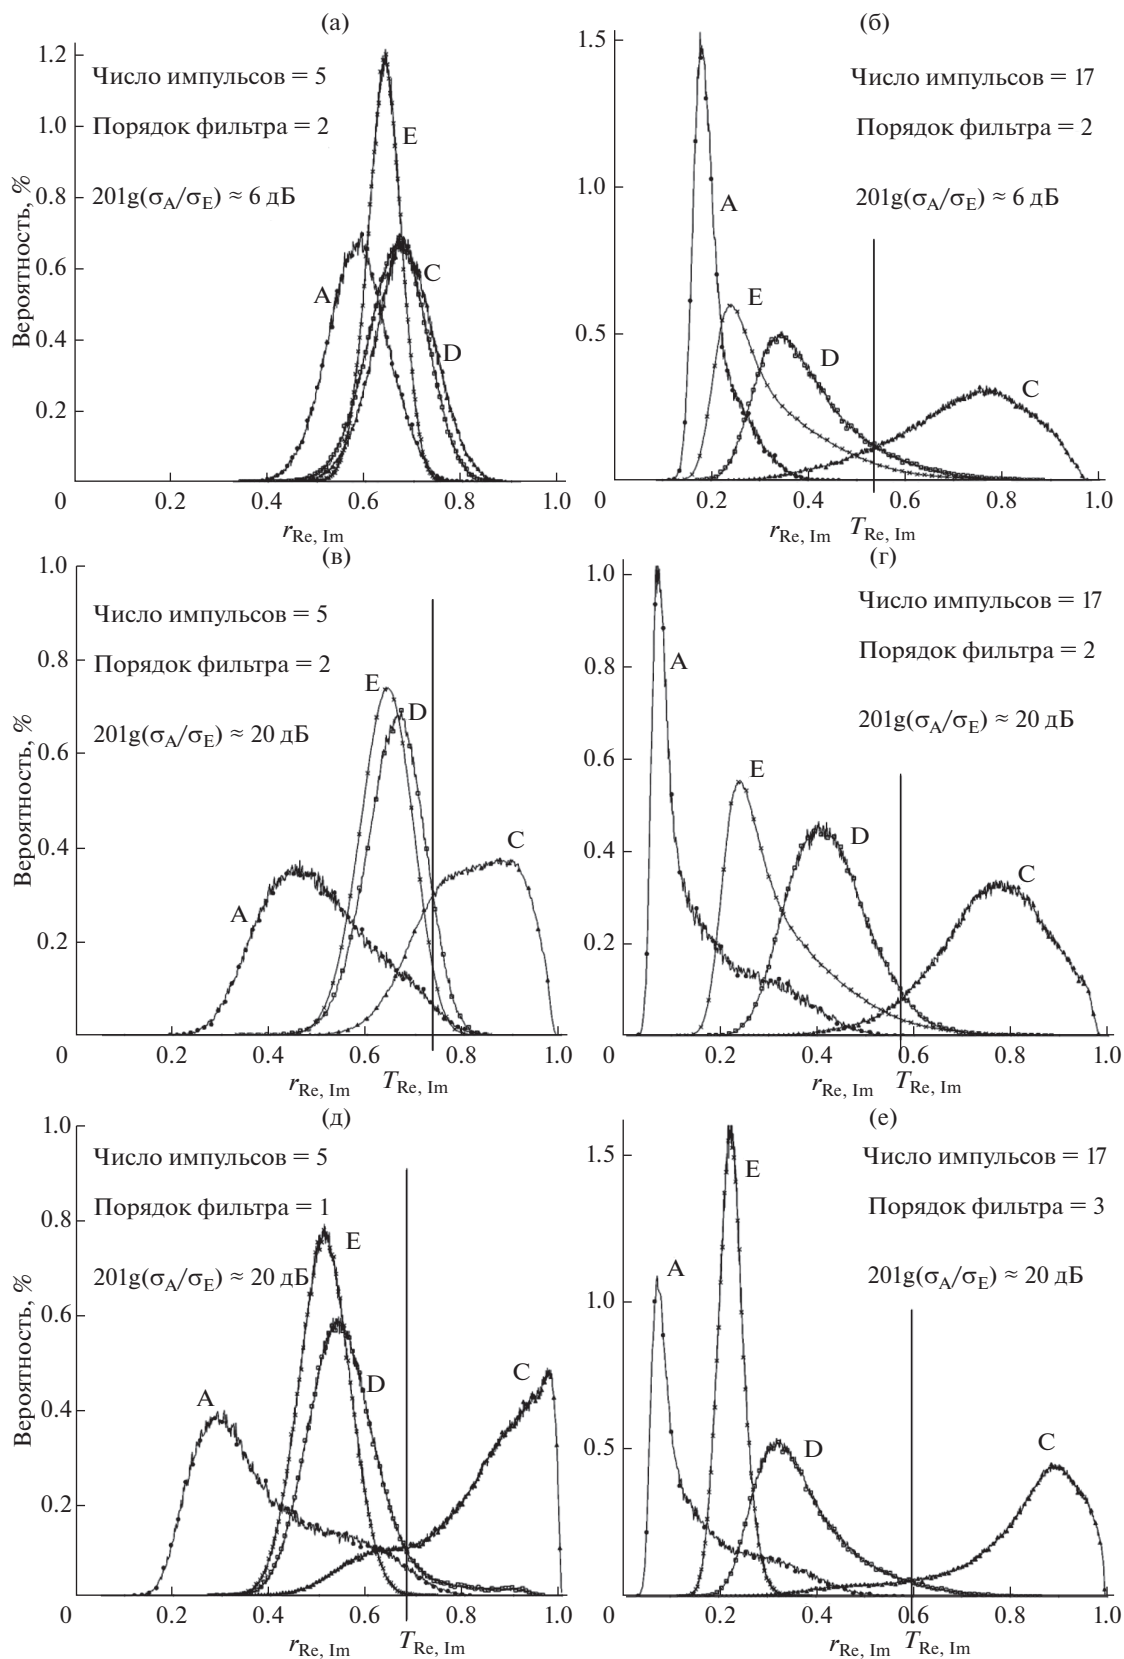 (а)
1.2
Число импульсов = 5
1.0
Порядок фильтра = 2
E
Вероятность, %
0.8
201g(σA/σE) ≈ 6 дБ
0.6
A
C
0.4
D
0.2
0
0.2
0.4
0.6
0.8
1.0
rRe, Im
(б)
1.5
Число импульсов = 17
Порядок фильтра = 2
1.0
A
201g(σA/σE) ≈ 6 дБ
E
0.5
D
C
0
0.2
0.4
0.6
0.8
1.0
rRe, Im
TRe, Im
(в)
1.0
Число импульсов = 5
0.8
Порядок фильтра = 2
E
D
201g(σA/σE) ≈ 20 дБ
0.6
Вероятность, %
C
0.4
A
0.2
0
0.2
0.4
0.6
0.8
1.0
rRe, Im
TRe, Im
(г)
1.0
Число импульсов = 17
A
Порядок фильтра = 2
0.8
201g(σA/σE) ≈ 20 дБ
E
0.6
D
0.4
C
0.2
0
0.2
0.4
0.6
0.8
1.0
rRe, Im
TRe, Im
(д)
1.0
Число импульсов = 5
Порядок фильтра = 1
0.8
E
201g(σA/σE) ≈ 20 дБ
0.6
Вероятность, %
A
D
C
0.4
0.2
0
0.2
0.4
0.6
0.8
1.0
rRe, Im
TRe, Im
(е)
1.5
Число импульсов = 17
E
Порядок фильтра = 3
A
201g(σA/σE) ≈ 20 дБ
1.0
D
C
0.5
0
0.2
0.4
0.6
0.8
1.0
rRe, Im
TRe, Im